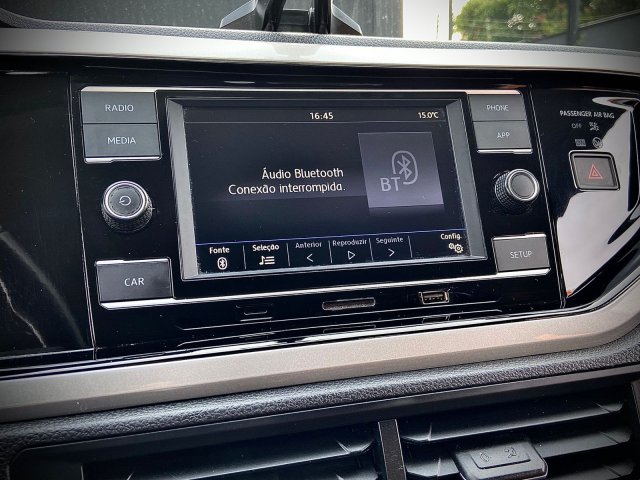 RADIO
MEDIA
CAR
16:45
15.0°C
Áudio Bluetooth
Conexão interrompida.
BT
Fonte
Seleção
Anterior
Reproduzir
Seguinte
Config.
PHONE
APP
SETUP
PASSENGER AIR BAG
OFF